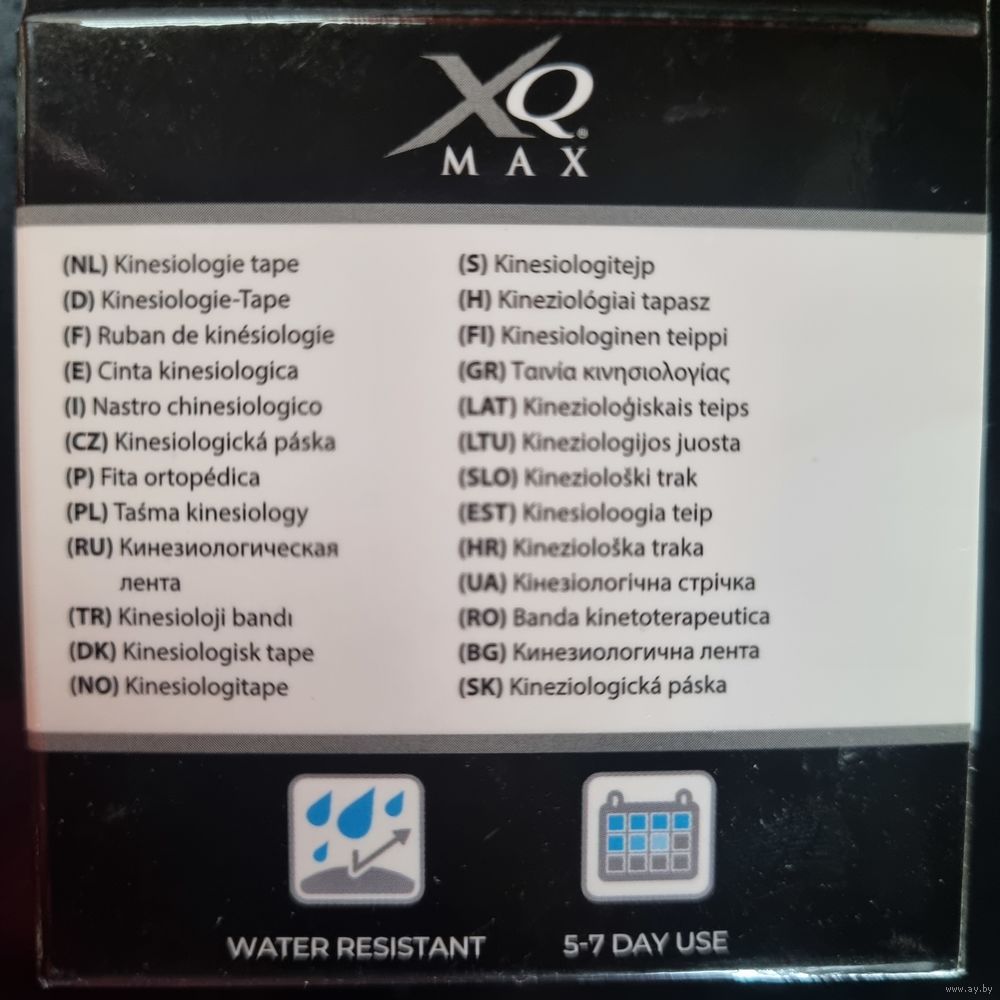 XQ®
MAX
(NL) Kinesiologie tape
(D) Kinesiologie-Tape
(F) Ruban de kinésiologie
(E) Cinta kinesiologica
(I) Nastro chinesiologico
(CZ) Kinesiologická páska
(P) Fita ortopédica
(PL) Taśma kinesiology
(RU) Кинезиологическая
лента
(TR) Kinesioloji bandı
(DK) Kinesiologisk tape
(NO) Kinesiologitape
(S) Kinesiologitejp
(H) Kineziológiai tapasz
(FI) Kinesiologinen teippi
(GR) Ταινία κινησιολογίας
(LAT) Kinezioloģiskais teips
(LTU) Kineziologijos juosta
(SLO) Kineziološki trak
(EST) Kinesioloogia teip
(HR) Kineziološka traka
(UA) Кінезіологічна стрічка
(RO) Banda kinetoterapeutica
(BG) Кинезиологична лента
(SK) Kineziologická páska
WATER RESISTANT
5-7 DAY USE
www.ay.by